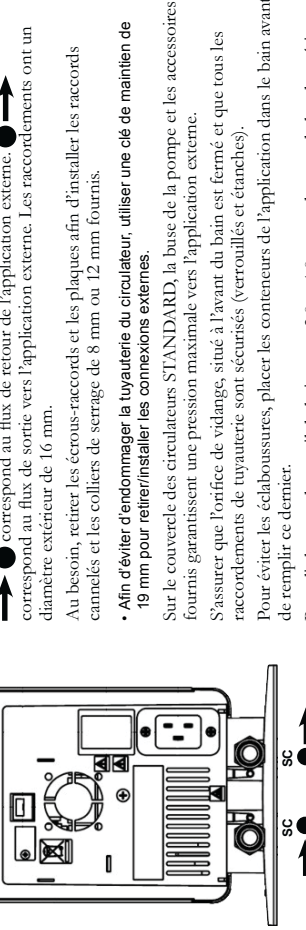 correspond au flux de retour de l'application externe.
correspond au flux de sortie vers l'application externe. Les raccordements ont un
diamètre extérieur de 16 mm.
Au besoin, retirer les écrous-raccords et les plaques afin d'installer les raccords
cannelés et les colliers de serrage de 8 mm ou 12 mm fournis.
• Afin d'éviter d'endommager la tuyauterie du circulateur, utiliser une clé de maintien de
19 mm pour retirer/installer les connexions externes.
Sur le couvercle des circulateurs STANDARD, la buse de la pompe et les accessoires
fournis garantissent une pression maximale vers l'application externe.
S'assurer que l'orifice de vidange, situé à l'avant du bain est fermé et que tous les
raccordements de tuyauterie sont sécurisés (verrouillés et étanches).
Pour éviter les éclaboussures, placer les conteneurs de l'application dans le bain avant
de remplir ce dernier.
SC
SC